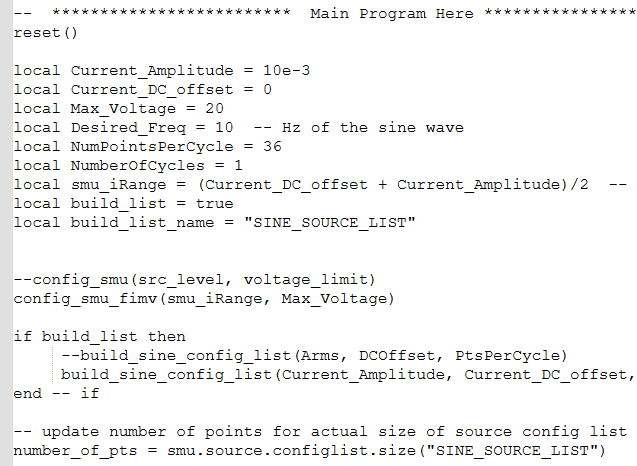 --  *************************  Main Program Here ****************
reset()
local Current_Amplitude = 10e-3
local Current_DC_offset = 0
local Max_Voltage = 20
local Desired_Freq = 10  -- Hz of the sine wave
local NumPointsPerCycle = 36
local NumberOfCycles = 1
local smu_iRange = (Current_DC_offset + Current_Amplitude)/2  --
local build_list = true
local build_list_name = "SINE_SOURCE_LIST"
--config_smu(src_level, voltage_limit)
config_smu_fimv(smu_iRange, Max_Voltage)
if build_list then
--build_sine_config_list(Arms, DCOffset, PtsPerCycle)
build_sine_config_list(Current_Amplitude, Current_DC_offset,
end -- if
-- update number of points for actual size of source config list
number_of_pts = smu.source.configlist.size("SINE_SOURCE_LIST")